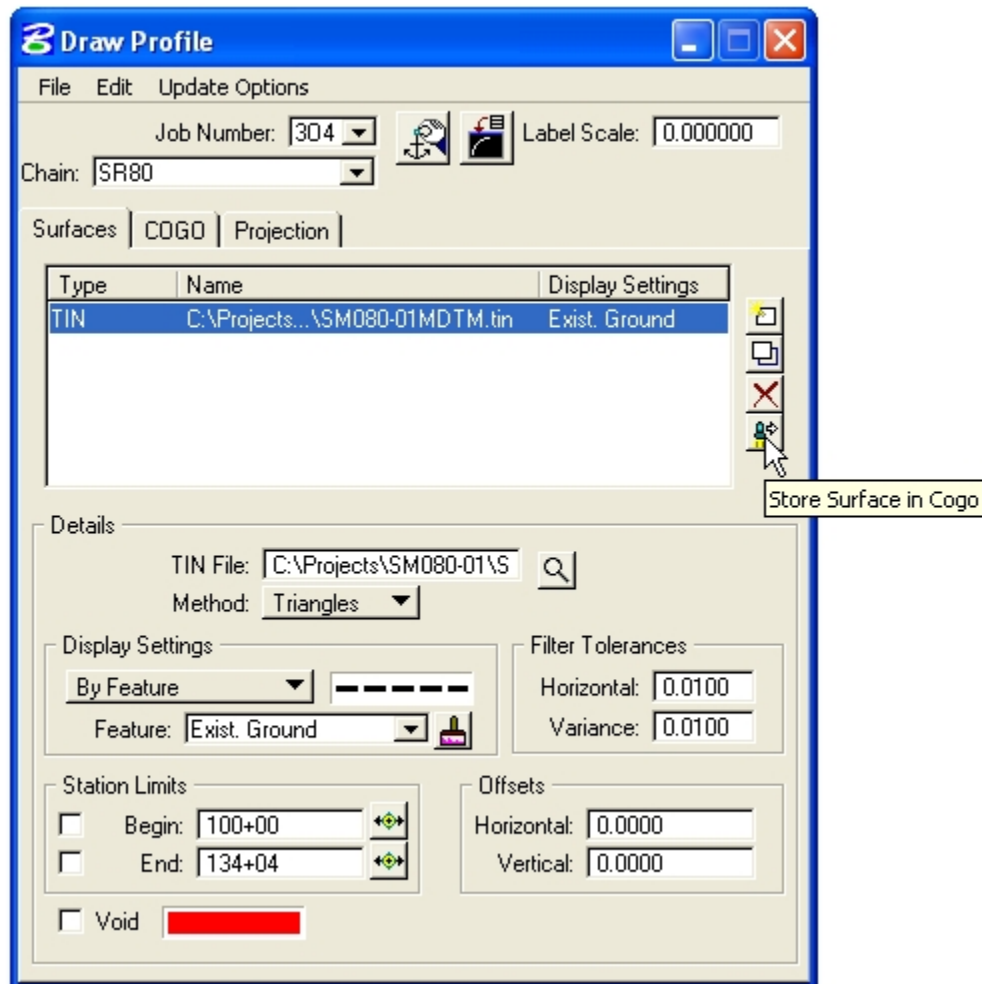 Draw Profile
File Edit Update Options
Job Number: 304 Label Scale: 0.000000
Chain: SR80
Surfaces COGO Projection
Type Name Display Settings
TIN C:\Projects...\SM080-01MDTM.tin Exist. Ground
Store Surface in Cogo
Details
TIN File: C:\Projects\SM080-01\S
Method: Triangles
Display Settings Filter Tolerances
By Feature Horizontal: 0.0100
Feature: Exist. Ground Variance: 0.0100
Station Limits Offsets
Begin: 100+00 Horizontal: 0.0000
End: 134+04 Vertical: 0.0000
Void